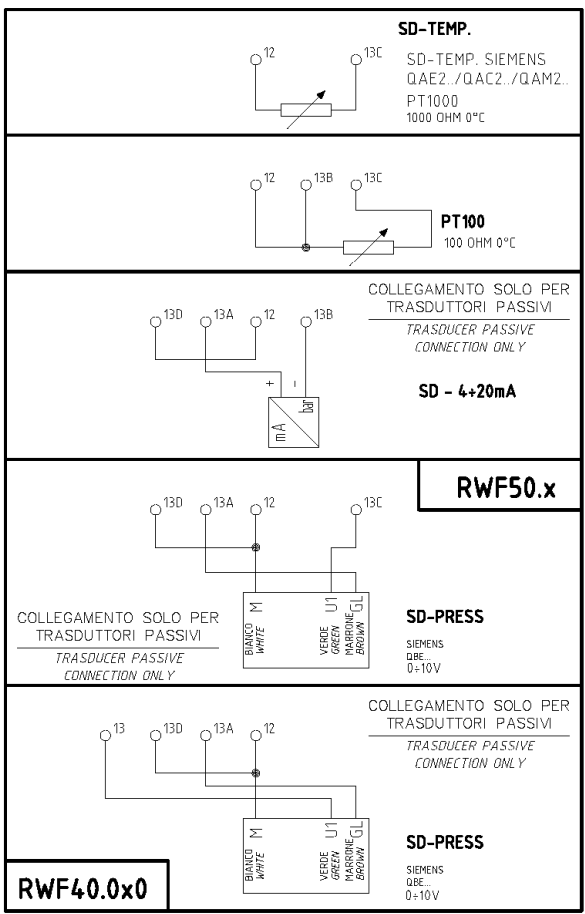 SD-TEMP.
12 13C
SD-TEMP. SIEMENS
QAE2../QAC2../QAM2..
PT1000
1000 OHM 0°C
12 13B 13C
PT100
100 OHM 0°C
COLLEGAMENTO SOLO PER
TRASDUTTORI PASSIVI
TRASDUCER PASSIVE
CONNECTION ONLY
13D 13A 12 13B
+ -
mA bar
SD - 4÷20mA
RWF50.x
13D 13A 12 13C
M U1 GL
BIANCO
WHITE
VERDE
GREEN
MARRONE
BROWN
COLLEGAMENTO SOLO PER
TRASDUTTORI PASSIVI
TRASDUCER PASSIVE
CONNECTION ONLY
SD-PRESS
SIEMENS
QBE...
0÷10V
COLLEGAMENTO SOLO PER
TRASDUTTORI PASSIVI
TRASDUCER PASSIVE
CONNECTION ONLY
13 13D 13A 12
M U1 GL
BIANCO
WHITE
VERDE
GREEN
MARRONE
BROWN
SD-PRESS
SIEMENS
QBE...
0÷10V
RWF40.0x0